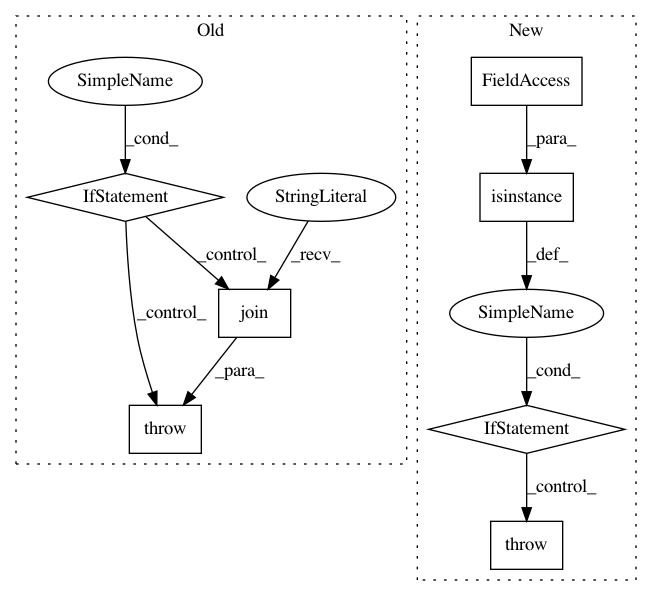 Old
New
SimpleName
FieldAccess
_cond_
_para_
IfStatement
StringLiteral
isinstance
_control_
_recv_
_def_
_control_
join
SimpleName
_para_
_cond_
throw
IfStatement
_control_
throw